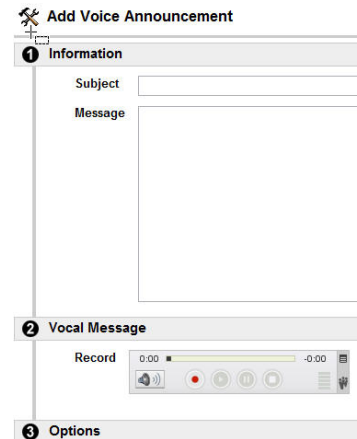 Add Voice Announcement
1 Information
Subject
Message
2 Vocal Message
Record 0:00 -0:00
3 Options